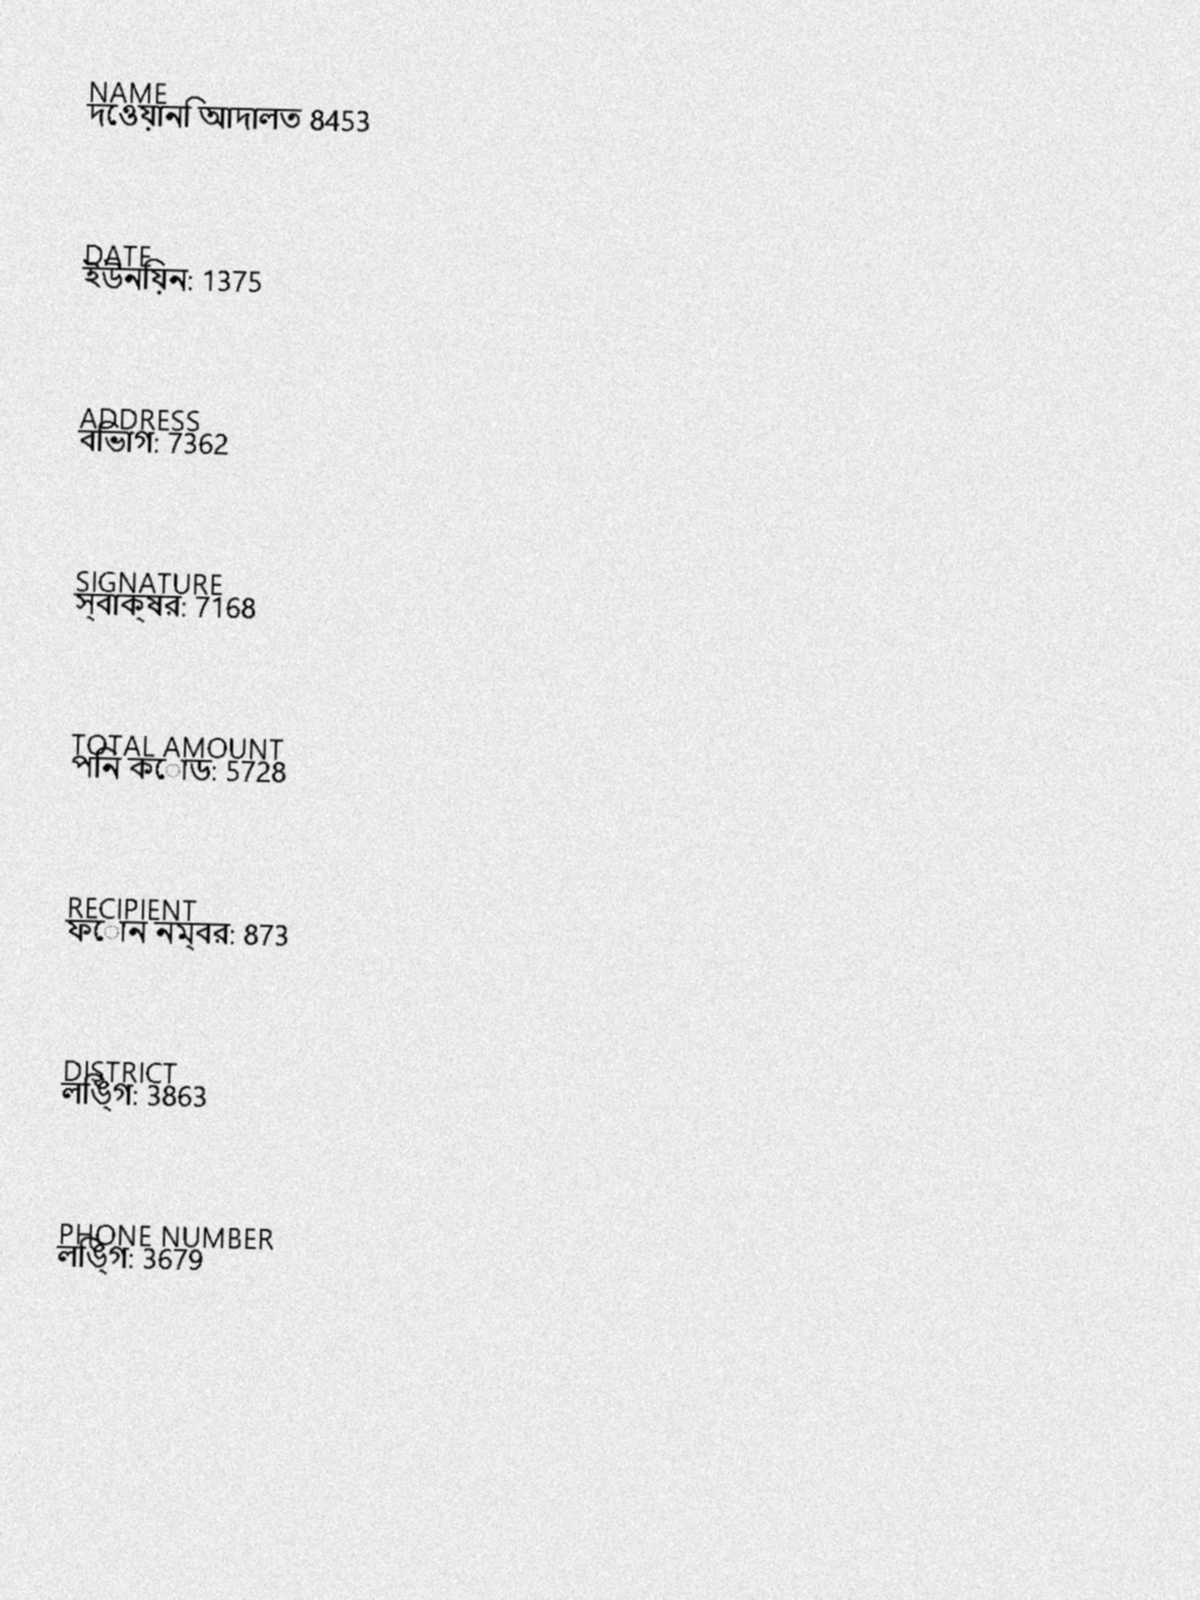 NAME
দেওয়ানি আদালত 8453
DATE
ইউনিয়ন: 1375
ADDRESS
বিভাগ: 7362
SIGNATURE
স্বাক্ষর: 7168
TOTAL AMOUNT
পিন কোড: 5728
RECIPIENT
ফোন নম্বর: 873
DISTRICT
লিঙ্গ: 3863
PHONE NUMBER
লিঙ্গ: 3679